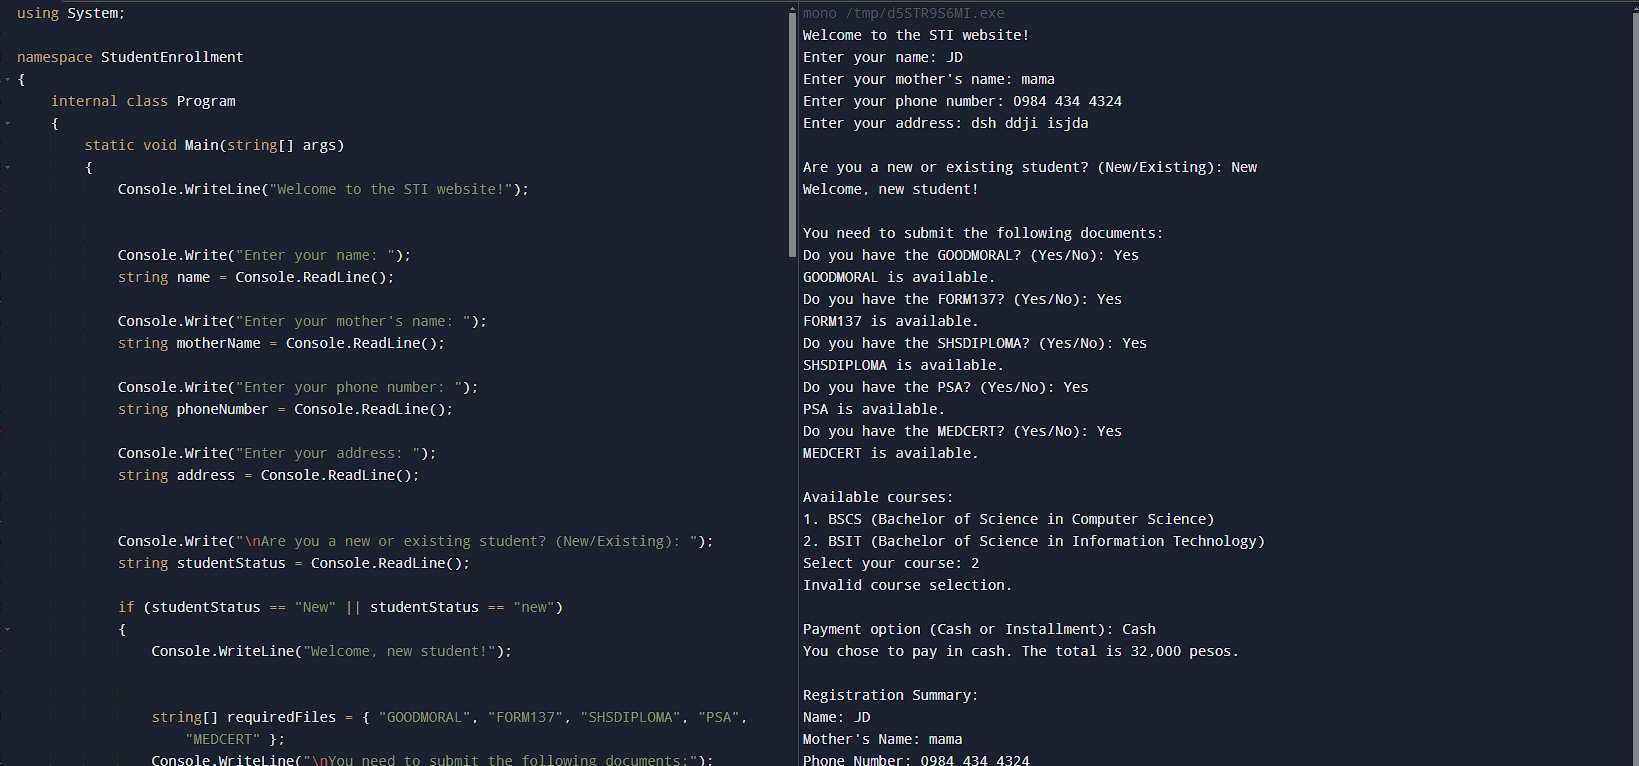 using System;
namespace StudentEnrollment
{
internal class Program
{
static void Main(string[] args)
{
Console.WriteLine("Welcome to the STI website!");
Console.Write("Enter your name: ");
string name = Console.ReadLine();
Console.Write("Enter your mother's name: ");
string motherName = Console.ReadLine();
Console.Write("Enter your phone number: ");
string phoneNumber = Console.ReadLine();
Console.Write("Enter your address: ");
string address = Console.ReadLine();
Console.Write("\nAre you a new or existing student? (New/Existing): ");
string studentStatus = Console.ReadLine();
if (studentStatus == "New" || studentStatus == "new")
{
Console.WriteLine("Welcome, new student!");
string[] requiredFiles = { "GOODMORAL", "FORM137", "SHSDIPLOMA", "PSA",
"MEDCERT" };
Console.WriteLine("\nYou need to submit the following documents:");
mono /tmp/d5STR9S6MI.exe
Welcome to the STI website!
Enter your name: JD
Enter your mother's name: mama
Enter your phone number: 0984 434 4324
Enter your address: dsh ddji isjda
Are you a new or existing student? (New/Existing): New
Welcome, new student!
You need to submit the following documents:
Do you have the GOODMORAL? (Yes/No): Yes
GOODMORAL is available.
Do you have the FORM137? (Yes/No): Yes
FORM137 is available.
Do you have the SHSDIPLOMA? (Yes/No): Yes
SHSDIPLOMA is available.
Do you have the PSA? (Yes/No): Yes
PSA is available.
Do you have the MEDCERT? (Yes/No): Yes
MEDCERT is available.
Available courses:
1. BSCS (Bachelor of Science in Computer Science)
2. BSIT (Bachelor of Science in Information Technology)
Select your course: 2
Invalid course selection.
Payment option (Cash or Installment): Cash
You chose to pay in cash. The total is 32,000 pesos.
Registration Summary:
Name: JD
Mother's Name: mama
Phone Number: 0984 434 4324